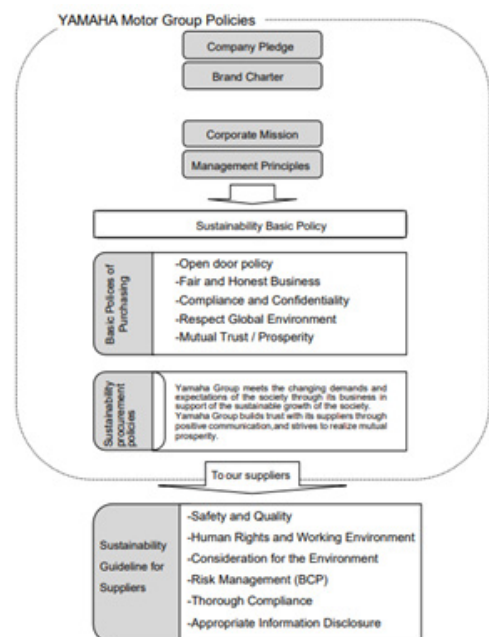 YAMAHA Motor Group Policies
Company Pledge
Brand Charter
Corporate Mission
Management Principles
Sustainability Basic Policy
Basic Polices of
Purchasing
-Open door policy
-Fair and Honest Business
-Compliance and Confidentiality
-Respect Global Environment
-Mutual Trust / Prosperity
Sustainability
procurement
policies
Yamaha Group meets the changing demands and
expectations of the society through its business in
support of the sustainable growth of the society.
Yamaha Group builds trust with its suppliers through
positive communication,and strives to realize mutual
prosperity.
To our suppliers
Sustainability
Guideline for
Suppliers
-Safety and Quality
-Human Rights and Working Environment
-Consideration for the Environment
-Risk Management (BCP)
-Thorough Compliance
-Appropriate Information Disclosure